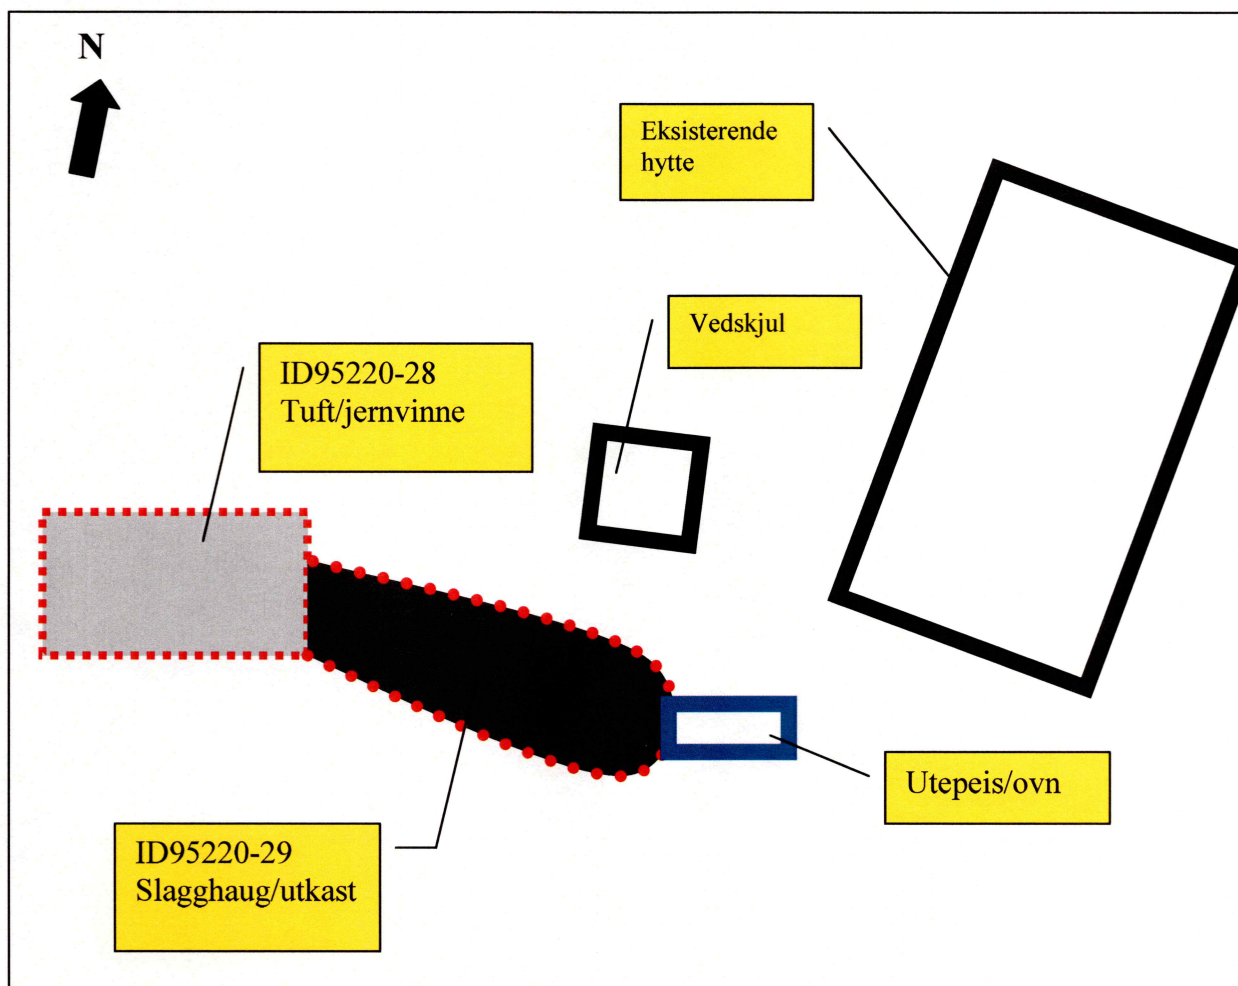 N
Eksisterende
hytte
Vedskjul
ID95220-28
Tuft/jernvinne
Utepeis/ovn
ID95220-29
Slagghaug/utkast